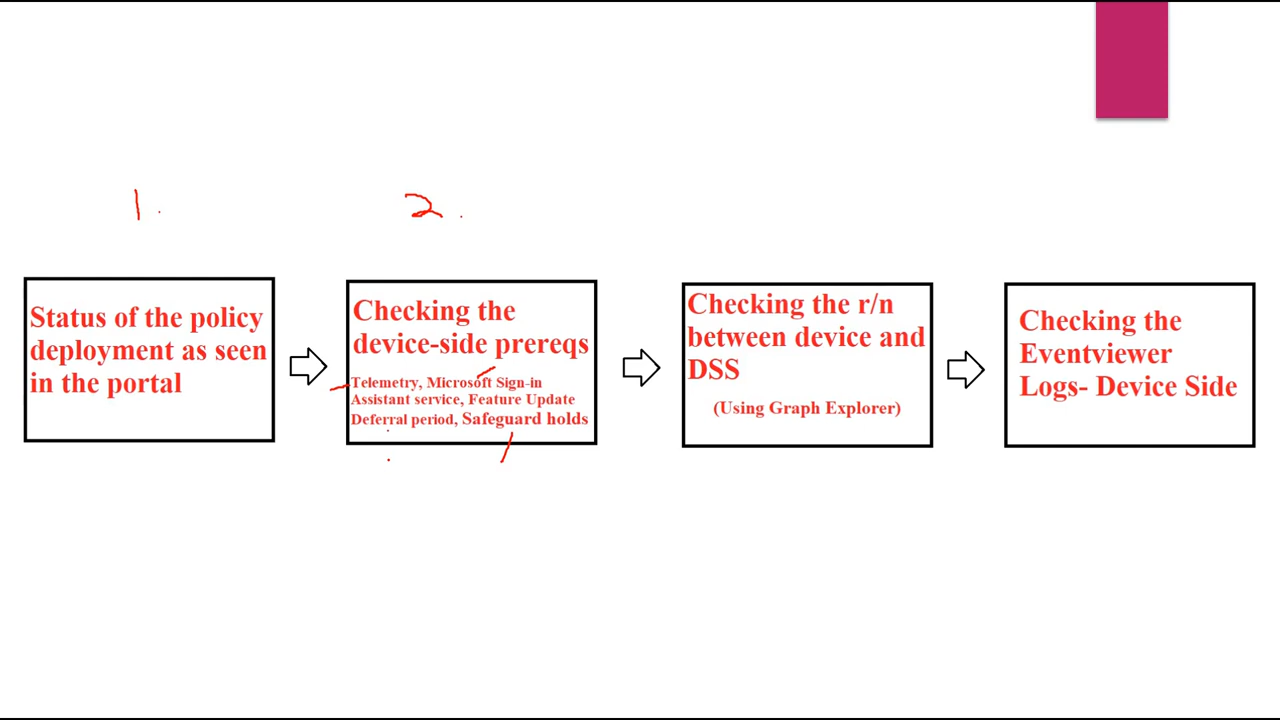 1.
2.
Status of the policy
deployment as seen
in the portal
Checking the
device-side prereqs
Telemetry, Microsoft Sign-in
Assistant service, Feature Update
Deferral period, Safeguard holds
Checking the r/n
between device and
DSS
(Using Graph Explorer)
Checking the
Eventviewer
Logs- Device Side